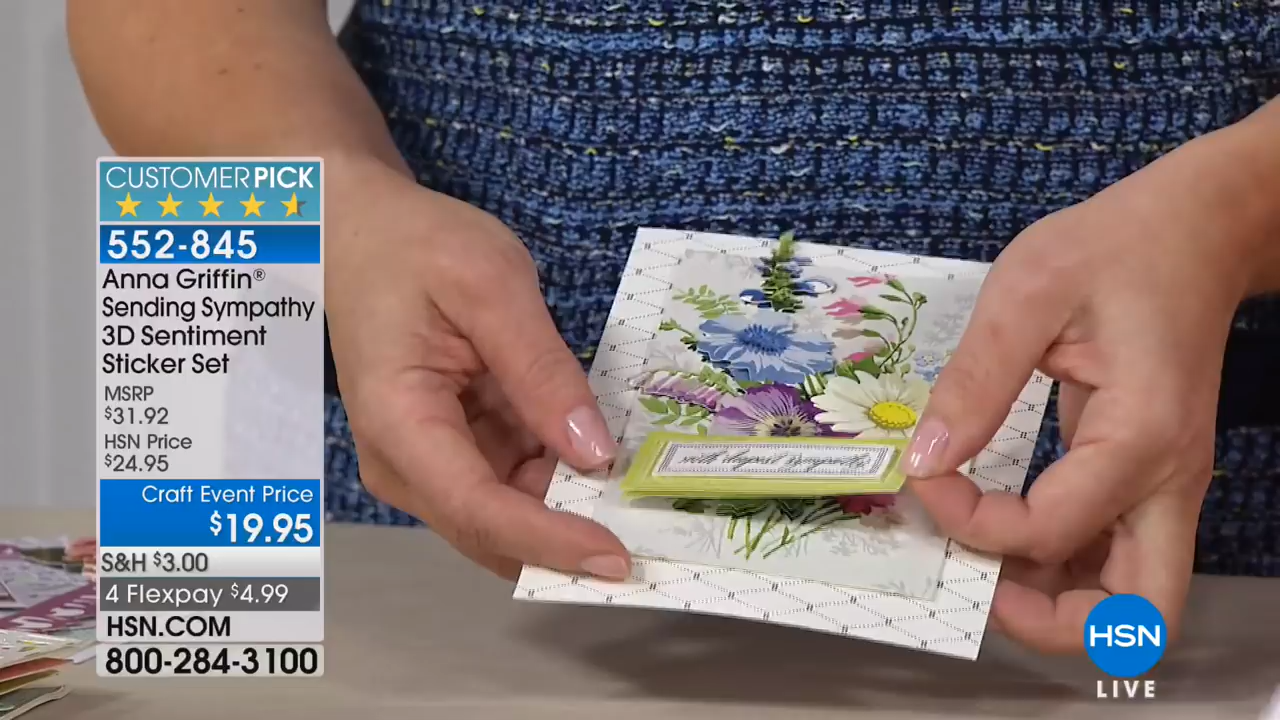 CUSTOMER PICK
552-845
Anna Griffin®
Sending Sympathy
3D Sentiment
Sticker Set
MSRP
$31.92
HSN Price
$24.95
Craft Event Price
$19.95
S&H $3.00
4 Flexpay $4.99
HSN.COM
800-284-3100
with deepest sympathy
HSN
LIVE